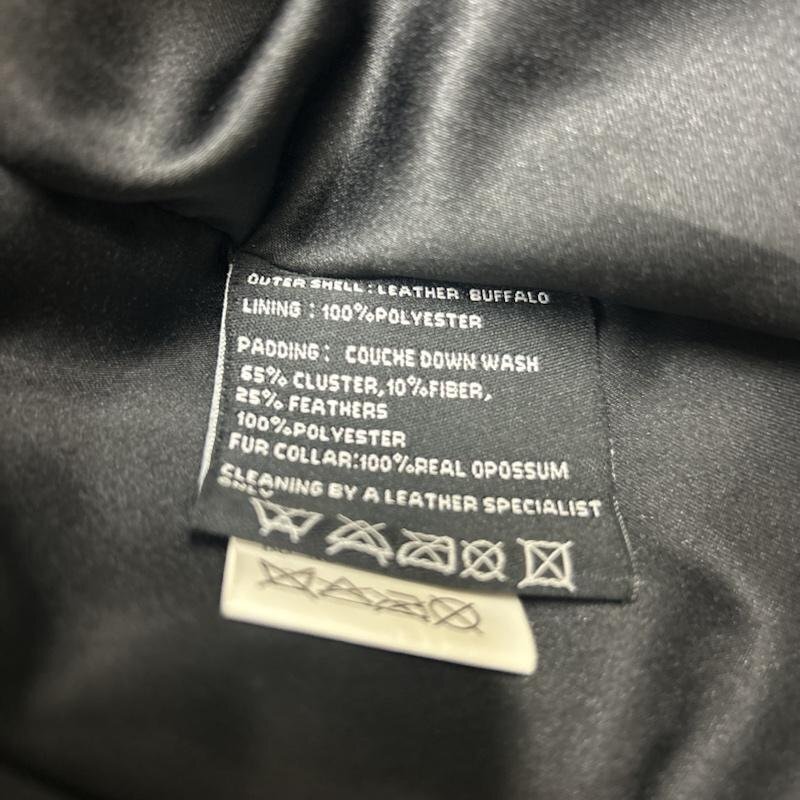 OUTER SHELL: LEATHER BUFFALO
LINING : 100%POLYESTER
PADDING: COUCHE DOWN WASH
65% CLUSTER, 10%FIBER,
25% FEATHERS
100%POLYESTER
FUR COLLAR:100%REAL OPOSSUM
CLEANING BY A LEATHER SPECIALIST
ONLY